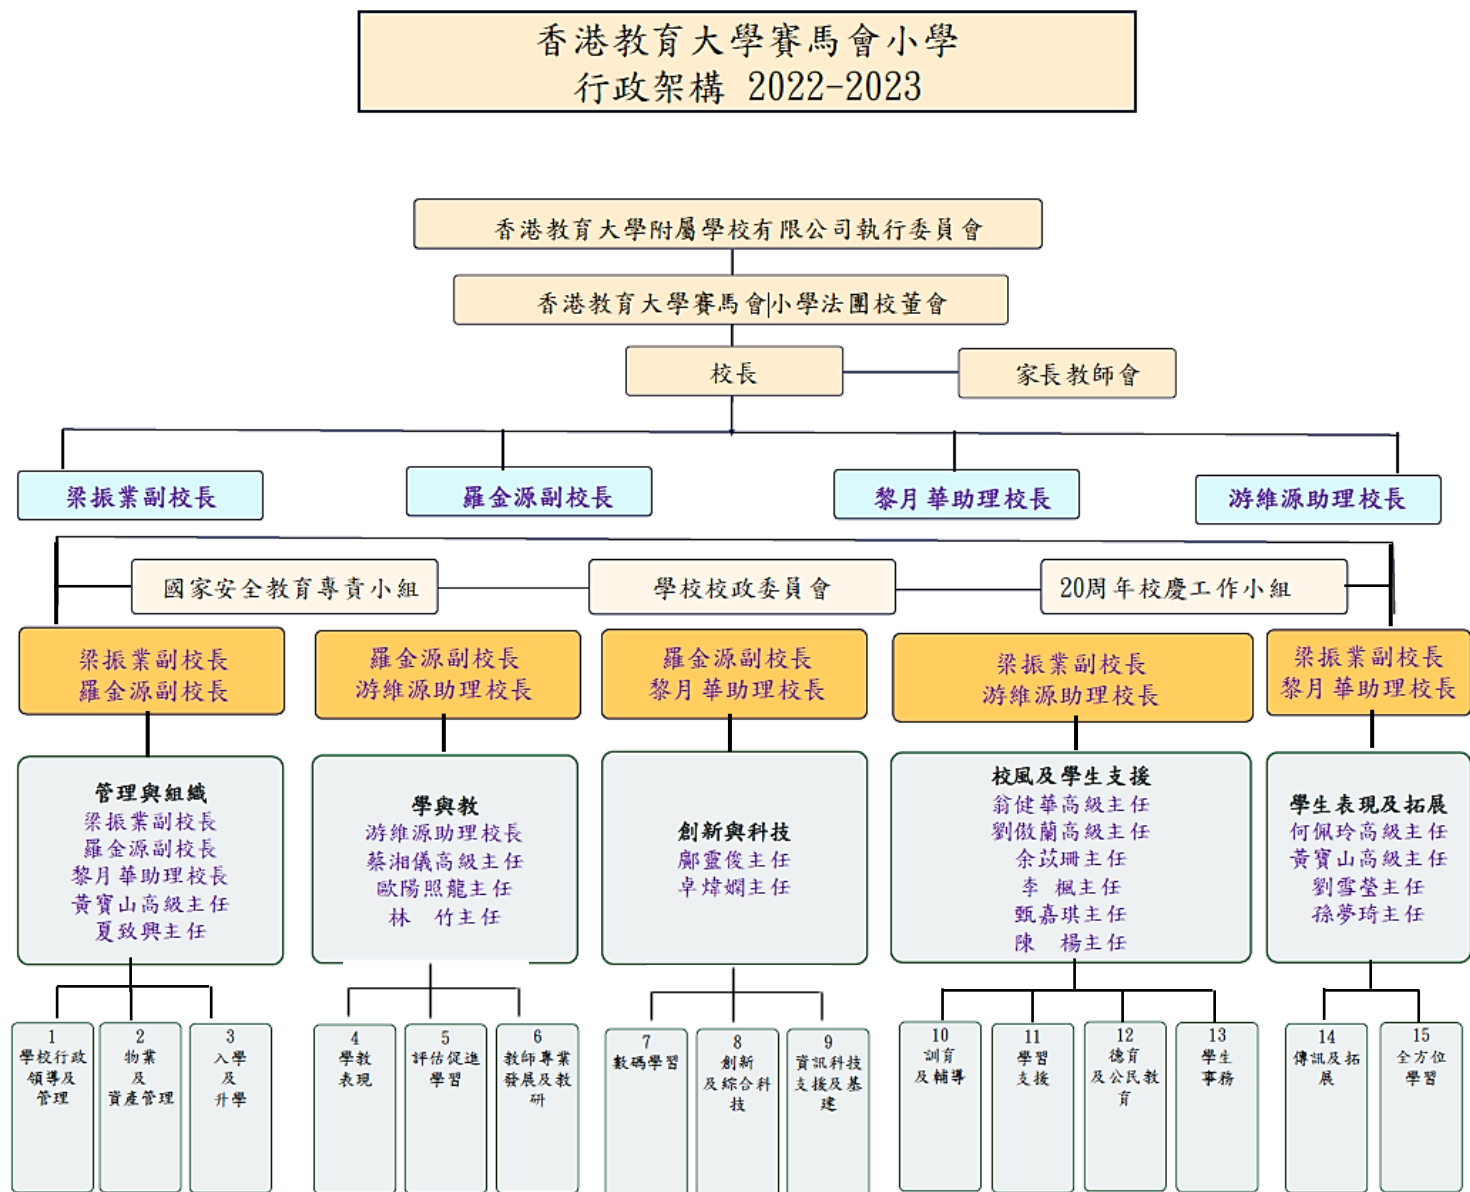 香港教育大學賽馬會小學
行政架構 2022-2023
香港教育大學附屬學校有限公司執行委員會
香港教育大學賽馬會小學法團校董會
校長
家長教師會
梁振業副校長
羅金源副校長
黎月華助理校長
游維源助理校長
國家安全教育專責小組
學校校政委員會
20周年校慶工作小組
梁振業副校長
羅金源副校長
羅金源副校長
游維源助理校長
羅金源副校長
黎月華助理校長
梁振業副校長
游維源助理校長
梁振業副校長
黎月華助理校長
管理與組織
梁振業副校長
羅金源副校長
黎月華助理校長
黃寶山高級主任
夏致興主任
學與教
游維源助理校長
蔡湘儀高級主任
歐陽照龍主任
林 竹主任
創新與科技
鄺靈俊主任
卓煒嫻主任
校風及學生支援
翁健華高級主任
劉傲蘭高級主任
余苡珊主任
李 楓主任
甄嘉琪主任
陳 楊主任
學生表現及拓展
何佩玲高級主任
黃寶山高級主任
劉雪瑩主任
孫夢琦主任
1
學校行政
領導及
管理
2
物業
及
資產管理
3
入學
及
升學
4
學教
表現
5
評估促進
學習
6
教師專業
發展及教
研
7
數碼學習
8
創新
及綜合科
技
9
資訊科技
支援及基
建
10
訓育
及輔導
11
學習
支援
12
德育
及公民教
育
13
學生
事務
14
傳訊及拓
展
15
全方位
學習